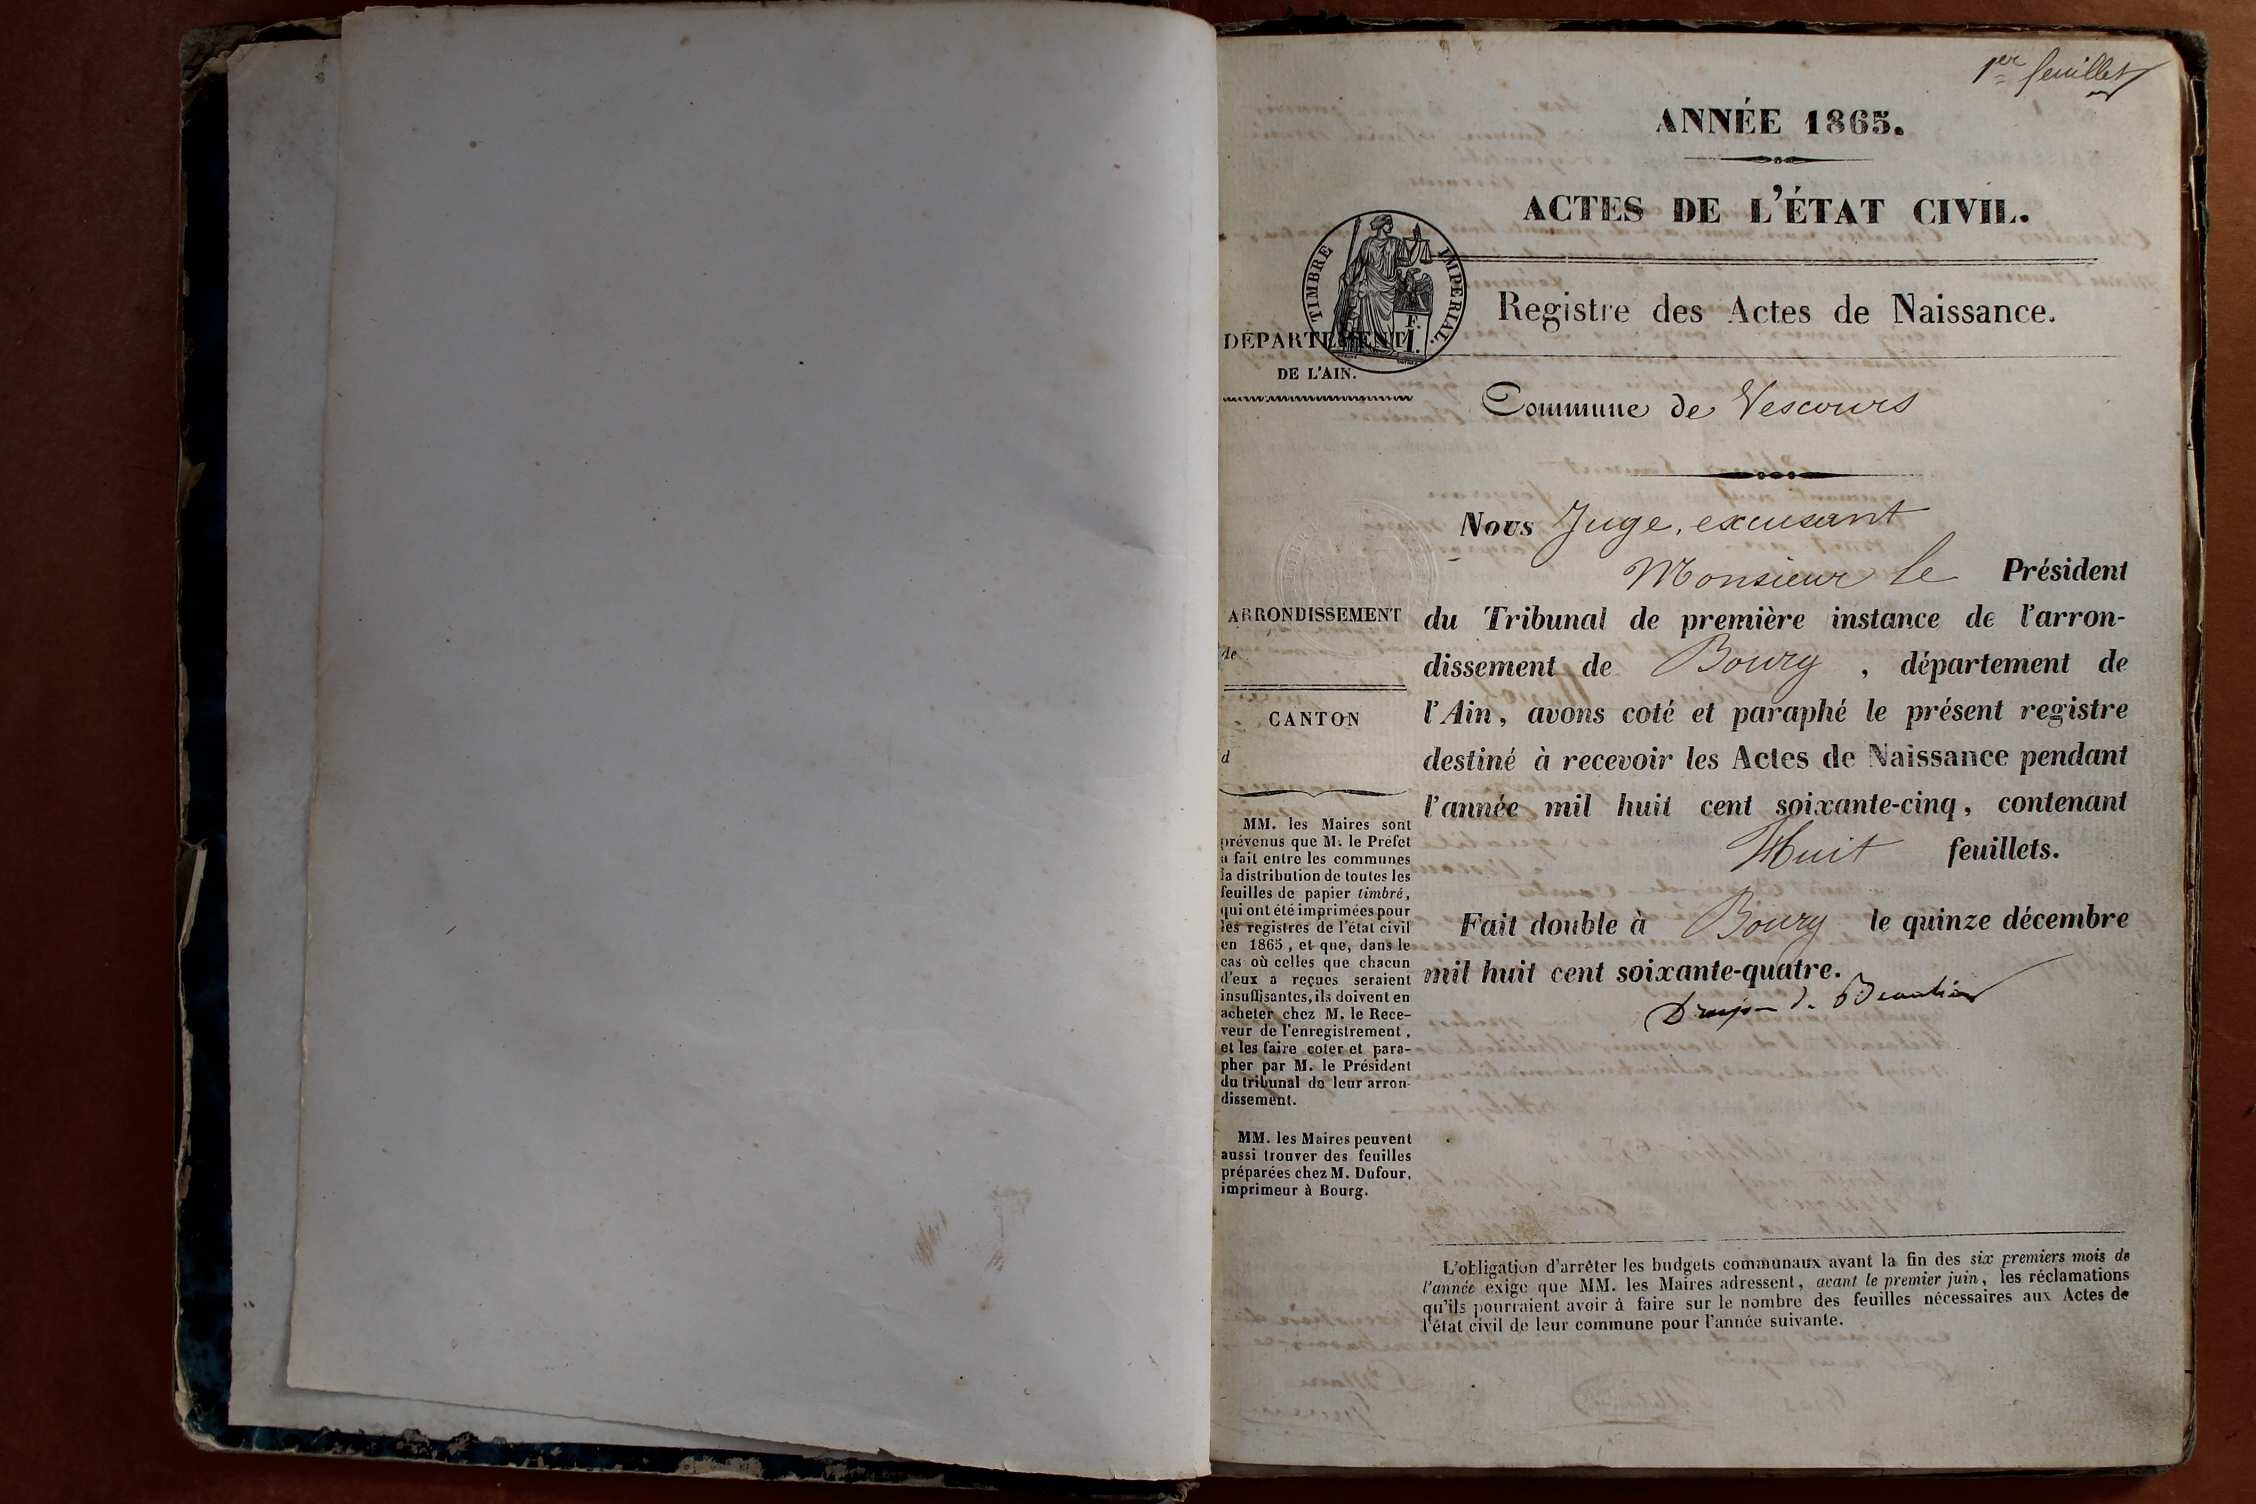 1er feuillet
ANNÉE 1865.
ACTES DE L'ÉTAT CIVIL.
TIMBRE IMPERIAL.
Registre des Actes de Naissance.
DÉPARTEMENT
DE L'AIN.
Commune de Vescours
Nous Juge, excusant
Monsieur le Président
du Tribunal de première instance de l'arron-
dissement de Bourg, département de
l'Ain, avons coté et paraphé le présent registre
destiné à recevoir les Actes de Naissance pendant
l'année mil huit cent soixante-cinq, contenant
Huit feuillets.
Fait double à Bourg le quinze décembre
mil huit cent soixante-quatre.
ARRONDISSEMENT
de
CANTON
d
MM. les Maires sont
prévenus que M. le Préfet
a fait entre les communes
la distribution de toutes les
feuilles de papier timbré,
qui ont été imprimées pour
les registres de l'état civil
en 1865, et que, dans le
cas où celles que chacun
d'eux a reçues seraient
insuffisantes, ils doivent en
acheter chez M. le Rece-
veur de l'enregistrement,
et les faire coter et para-
pher par M. le Président
du tribunal de leur arron-
dissement.
MM. les Maires peuvent
aussi trouver des feuilles
préparées chez M. Dufour,
imprimeur à Bourg.
L'obligation d'arrêter les budgets communaux avant la fin des six premiers mois de
l'année exige que MM. les Maires adressent, avant le premier juin, les réclamations
qu'ils pourraient avoir à faire sur le nombre des feuilles nécessaires aux Actes de
l'état civil de leur commune pour l'année suivante.